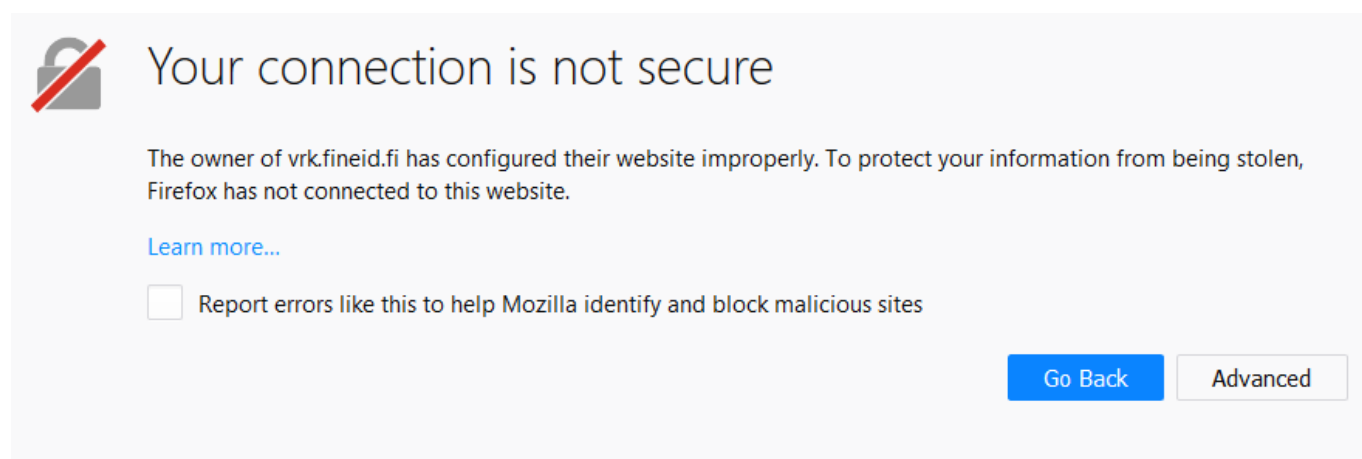 Your connection is not secure
The owner of vrk.fineid.fi has configured their website improperly. To protect your information from being stolen,
Firefox has not connected to this website.
Learn more...
Report errors like this to help Mozilla identify and block malicious sites
Go Back Advanced